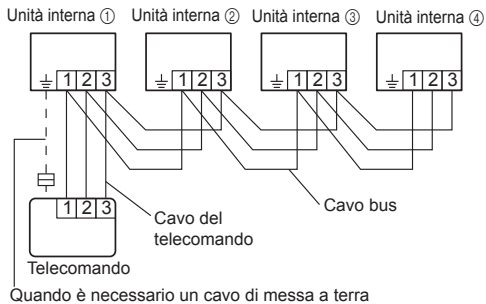 Unità interna ① Unità interna ② Unità interna ③ Unità interna ④
1 2 3 1 2 3 1 2 3 1 2 3
1 2 3
Cavo del
telecomando
Cavo bus
Telecomando
Quando è necessario un cavo di messa a terra